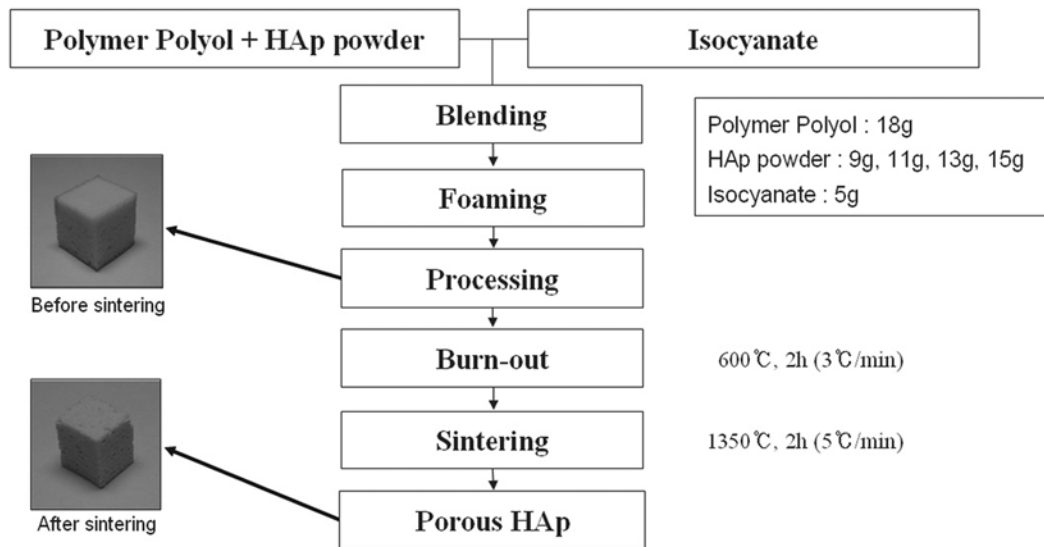 Polymer Polyol + HAp powder
Isocyanate
Blending
Polymer Polyol : 18g
HAp powder : 9g, 11g, 13g, 15g
Isocyanate : 5g
Foaming
Processing
Before sintering
Burn-out
600℃, 2h (3℃/min)
Sintering
1350℃, 2h (5℃/min)
Porous HAp
After sintering